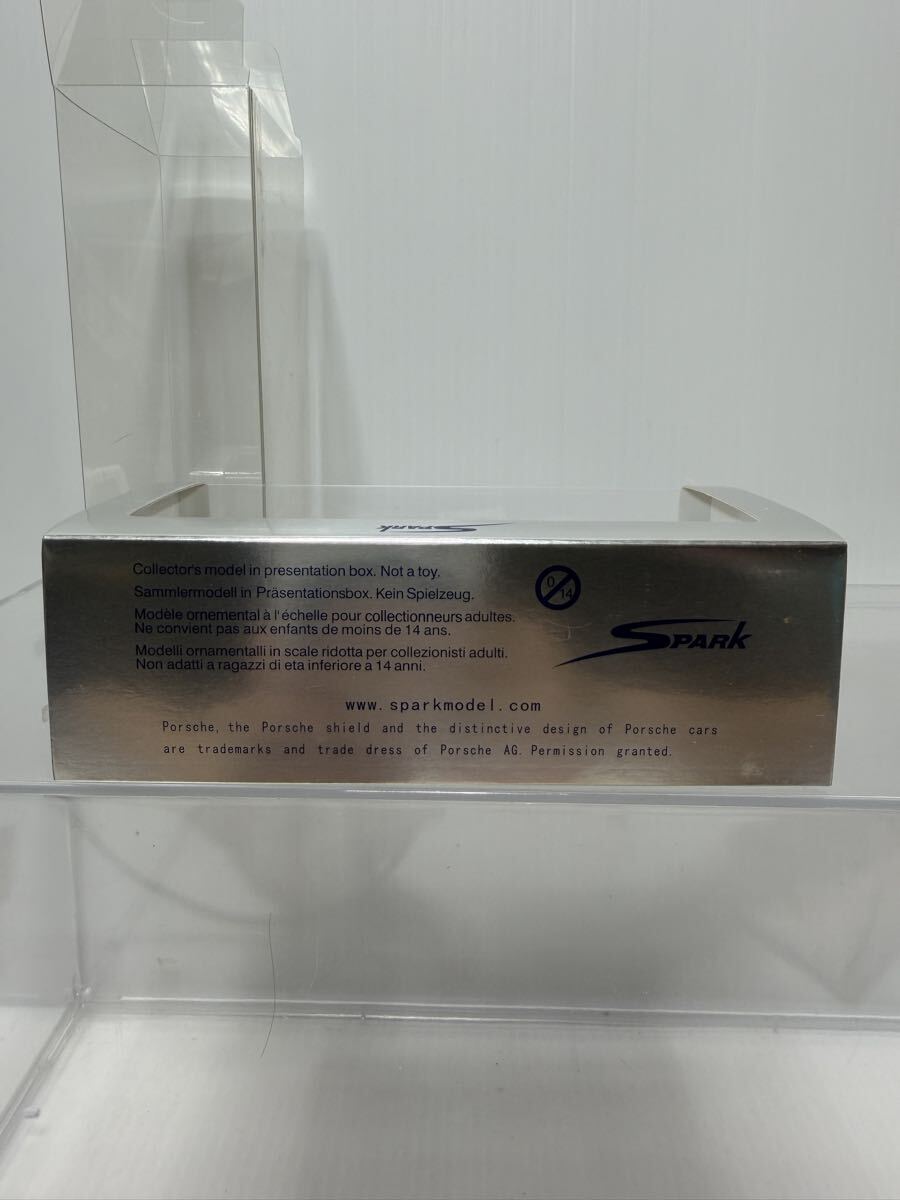 SPARK
Collector's model in presentation box. Not a toy.
Sammlermodell in Präsentationsbox. Kein Spielzeug.
Modèle ornemental à l'échelle pour collectionneurs adultes.
Ne convient pas aux enfants de moins de 14 ans.
Modelli ornamentalli in scale ridotta per collezionisti adulti.
Non adatti a ragazzi di eta inferiore a 14 anni.
0
14
SPARK
www.sparkmodel.com
Porsche, the Porsche shield and the distinctive design of Porsche cars
are trademarks and trade dress of Porsche AG. Permission granted.